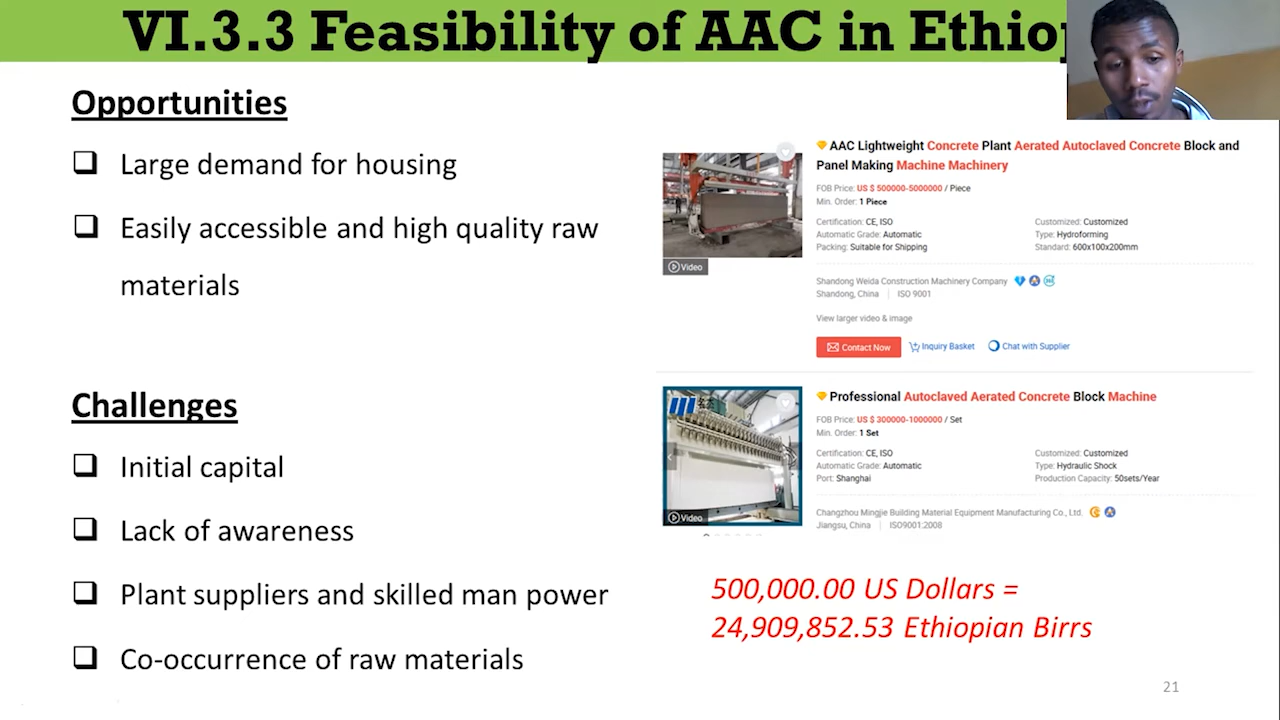 VI.3.3 Feasibility of AAC in Ethiop
Opportunities
❑ Large demand for housing
❑ Easily accessible and high quality raw
materials
Challenges
❑ Initial capital
❑ Lack of awareness
❑ Plant suppliers and skilled man power
❑ Co-occurrence of raw materials
AAC Lightweight Concrete Plant Aerated Autoclaved Concrete Block and
Panel Making Machine Machinery
FOB Price: US $ 500000-5000000 / Piece
Min. Order: 1 Piece
Certification: CE, ISO
Customized: Customized
Automatic Grade: Automatic
Type: Hydroforming
Packing: Suitable for Shipping
Standard: 600x100x200mm
Video
Shandong Weida Construction Machinery Company
Shandong, China | ISO 9001
View larger video & image
Contact Now
Inquiry Basket
Chat with Supplier
Professional Autoclaved Aerated Concrete Block Machine
FOB Price: US $ 300000-1000000 / Set
Min. Order: 1 Set
Certification: CE, ISO
Customized: Customized
Automatic Grade: Automatic
Type: Hydraulic Shock
Port: Shanghai
Production Capacity: 50sets/Year
Video
Changzhou Mingjie Building Material Equipment Manufacturing Co., Ltd.
Jiangsu, China | ISO9001:2008
500,000.00 US Dollars =
24,909,852.53 Ethiopian Birrs
21